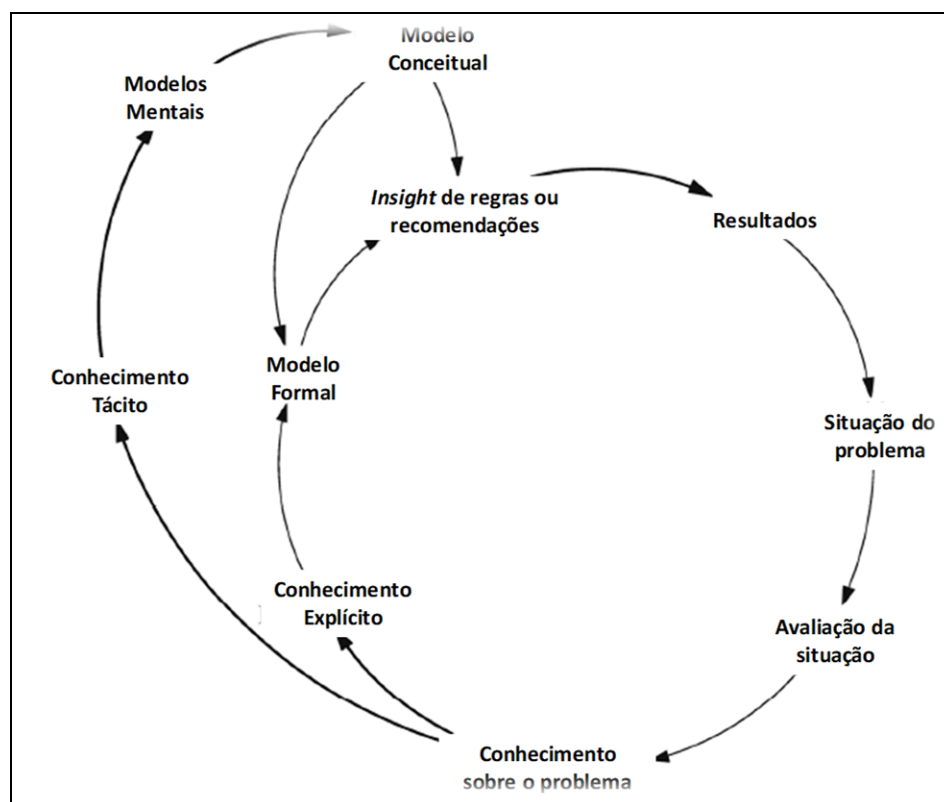 Modelo
Conceitual
Modelos
Mentais
Insight de regras ou
recomendações
Resultados
Modelo
Formal
Conhecimento
Tácito
Situação do
problema
Conhecimento
Explícito
Avaliação da
situação
Conhecimento
sobre o problema